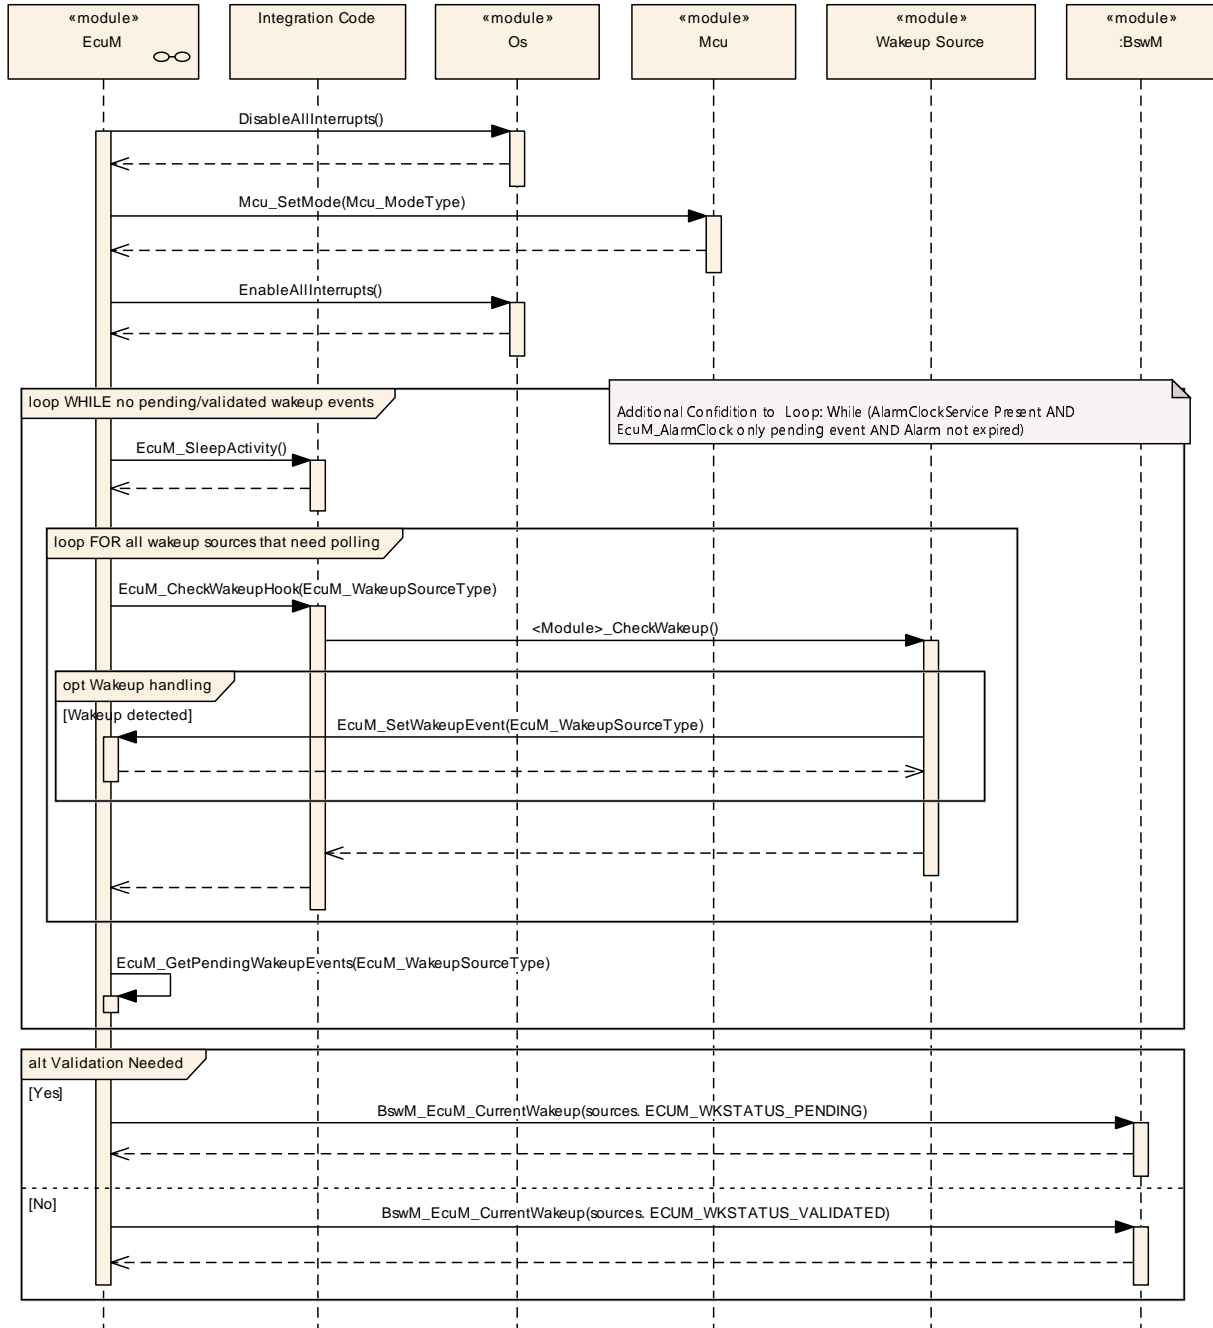 «module»
EcuM
Integration Code
«module»
Os
«module»
Mcu
«module»
Wakeup Source
«module»
:BswM
DisableAllInterrupts()
Mcu_SetMode(Mcu_ModeType)
EnableAllInterrupts()
loop WHILE no pending/validated wakeup events
Additional Confidition to Loop: While (AlarmClockService Present AND
EcuM_AlarmClock only pending event AND Alarm not expired)
EcuM_SleepActivity()
loop FOR all wakeup sources that need polling
EcuM_CheckWakeupHook(EcuM_WakeupSourceType)
<Module>_CheckWakeup()
opt Wakeup handling
[Wakeup detected]
EcuM_SetWakeupEvent(EcuM_WakeupSourceType)
EcuM_GetPendingWakeupEvents(EcuM_WakeupSourceType)
alt Validation Needed
[Yes]
BswM_EcuM_CurrentWakeup(sources. ECUM_WKSTATUS_PENDING)
[No]
BswM_EcuM_CurrentWakeup(sources. ECUM_WKSTATUS_VALIDATED)